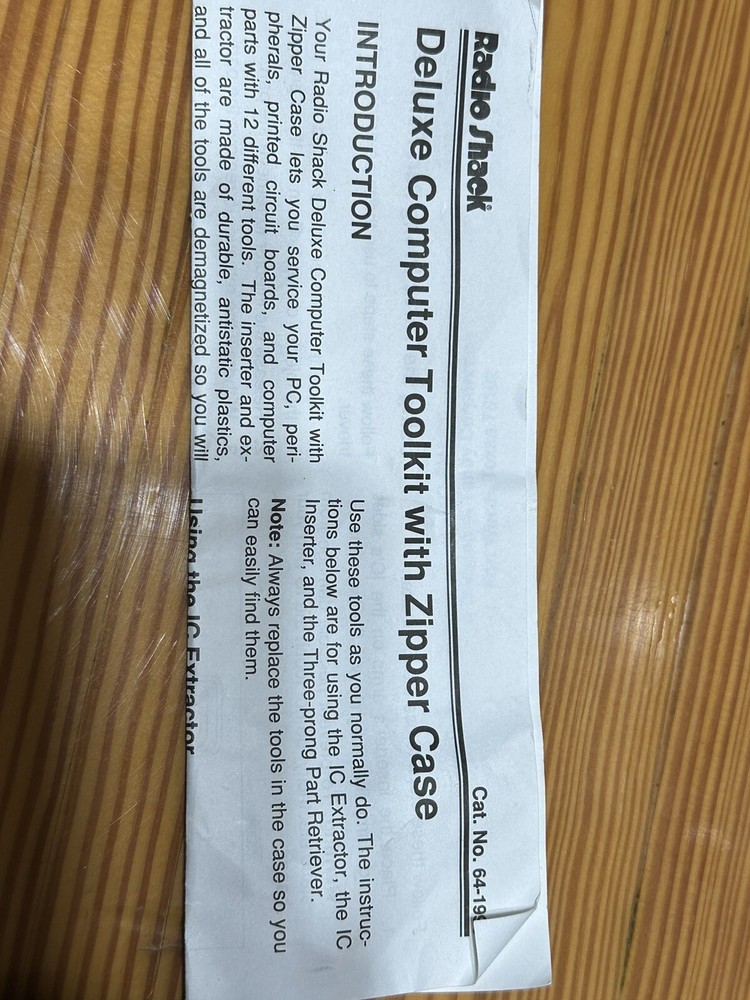 Radio Shack
Cat. No. 64-19
Deluxe Computer Toolkit with Zipper Case
INTRODUCTION
Your Radio Shack Deluxe Computer Toolkit with
Zipper Case lets you service your PC, peri-
pherals, printed circuit boards, and computer
parts with 12 different tools. The inserter and ex-
tractor are made of durable, antistatic plastics,
and all of the tools are demagnetized so you will
Use these tools as you normally do. The instruc-
tions below are for using the IC Extractor, the IC
Inserter, and the Three-prong Part Retriever.
Note: Always replace the tools in the case so you
can easily find them.
Using the IC Extractor